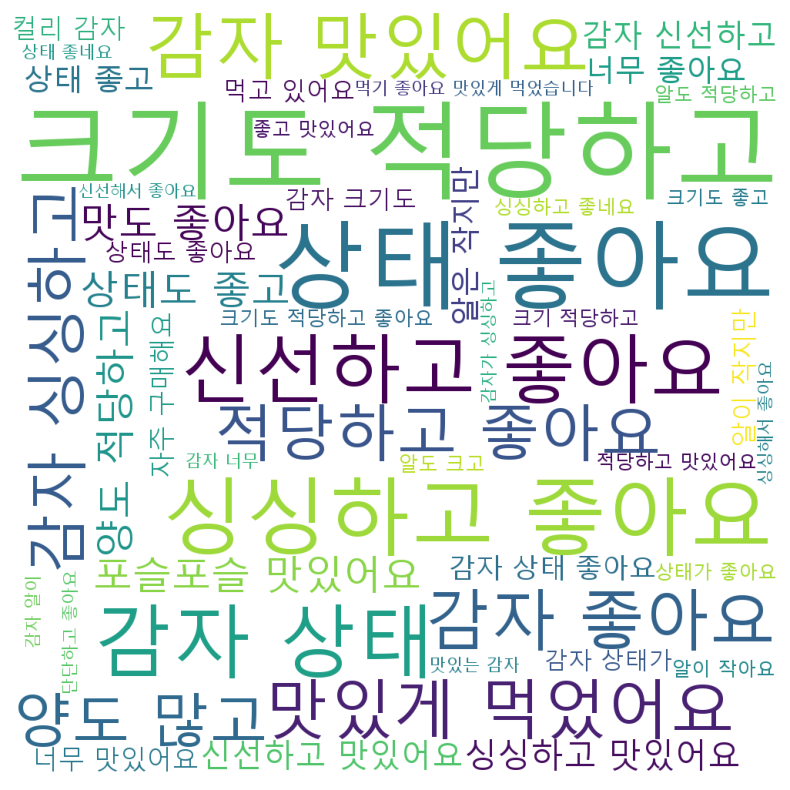 컬리 감자
감자 맛있어요
감자 신선하고
상태 좋네요
상태 좋고
너무 좋아요
먹고 있어요
먹기 좋아요
맛있게 먹었습니다
알도 적당하고
크기도 적당하고
좋고 맛있어요
신선해서 좋아요
감자 크기도
알은 작지만
싱싱하고 좋네요
크기도 좋고
감자 싱싱하고
맛도 좋아요
상태도 좋아요
상태 좋아요
상태도 좋고
감자가 싱싱하고
양도 적당하고
자주 구매해요
크기도 적당하고 좋아요
크기 적당하고
알이 작지만
신선하고 좋아요
싱싱해서 좋아요
적당하고 좋아요
감자 너무
알도 크고
적당하고 맛있어요
싱싱하고 좋아요
포슬포슬 맛있어요
감자 상태 좋아요
상태가 좋아요
감자 알이
단단하고 좋아요
감자 상태
감자 좋아요
맛있는 감자
감자 상태가
알이 작아요
양도 많고
맛있게 먹었어요
너무 맛있어요
신선하고 맛있어요
싱싱하고 맛있어요